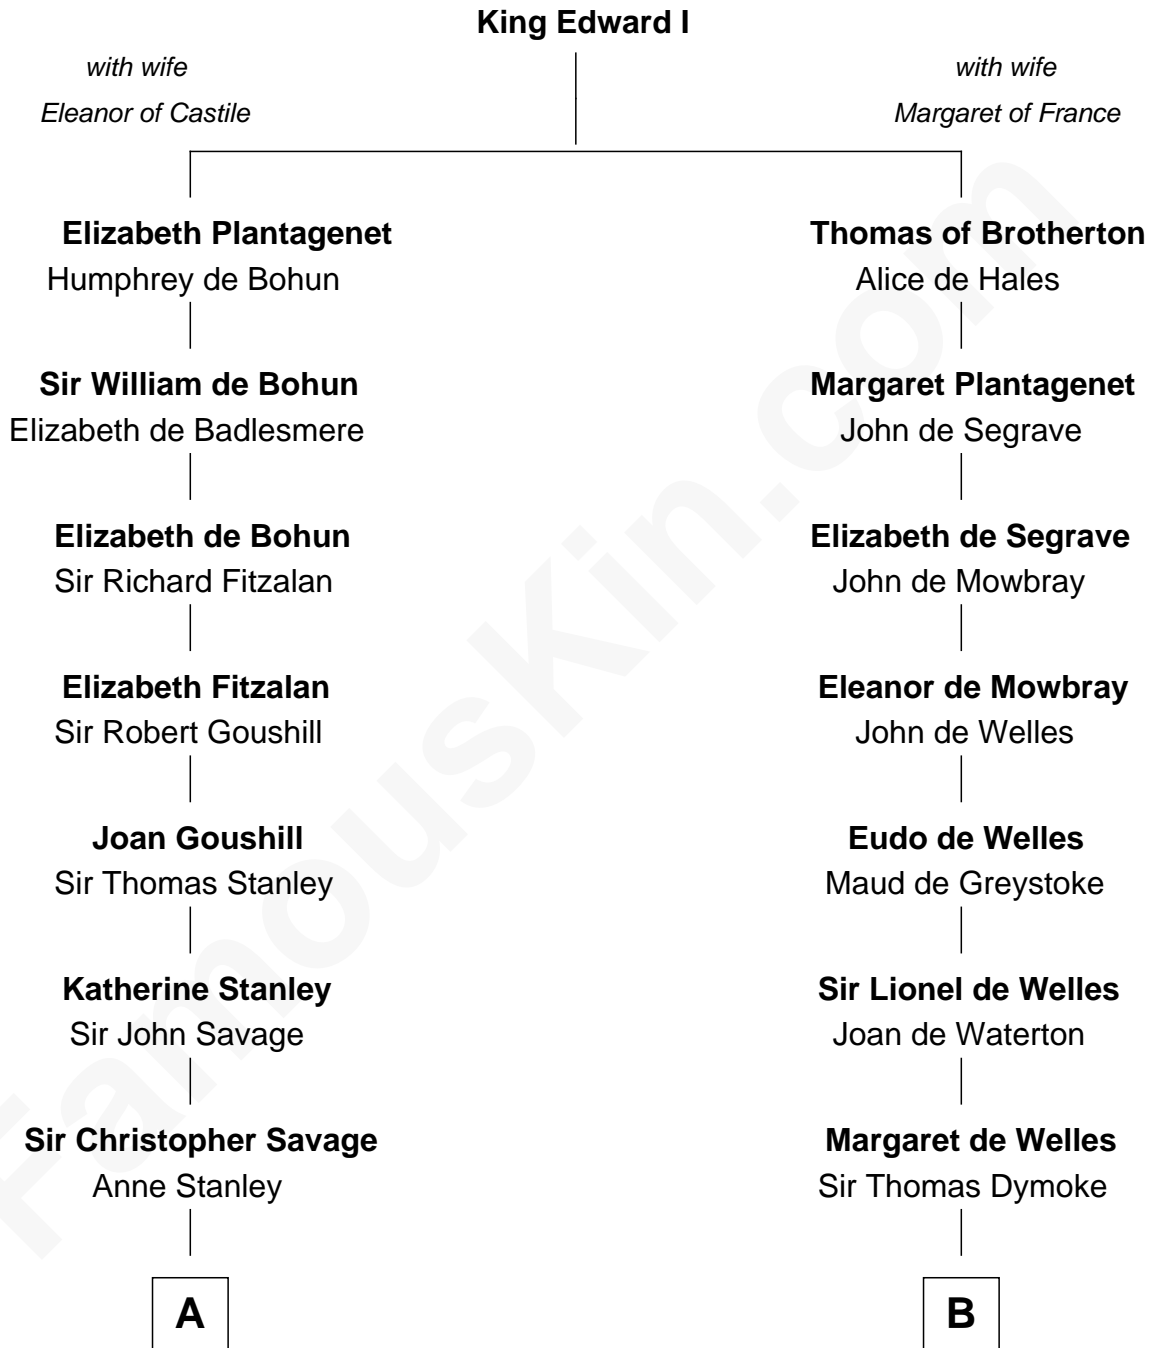 King Edward I
with wife
Eleanor of Castile
with wife
Margaret of France
Elizabeth Plantagenet
Humphrey de Bohun
Thomas of Brotherton
Alice de Hales
Sir William de Bohun
Elizabeth de Badlesmere
Margaret Plantagenet
John de Segrave
Elizabeth de Bohun
Sir Richard Fitzalan
Elizabeth de Segrave
John de Mowbray
Elizabeth Fitzalan
Sir Robert Goushill
Eleanor de Mowbray
John de Welles
Joan Goushill
Sir Thomas Stanley
Eudo de Welles
Maud de Greystoke
Katherine Stanley
Sir John Savage
Sir Lionel de Welles
Joan de Waterton
Sir Christopher Savage
Anne Stanley
Margaret de Welles
Sir Thomas Dymoke
A
B
FamousKin.com